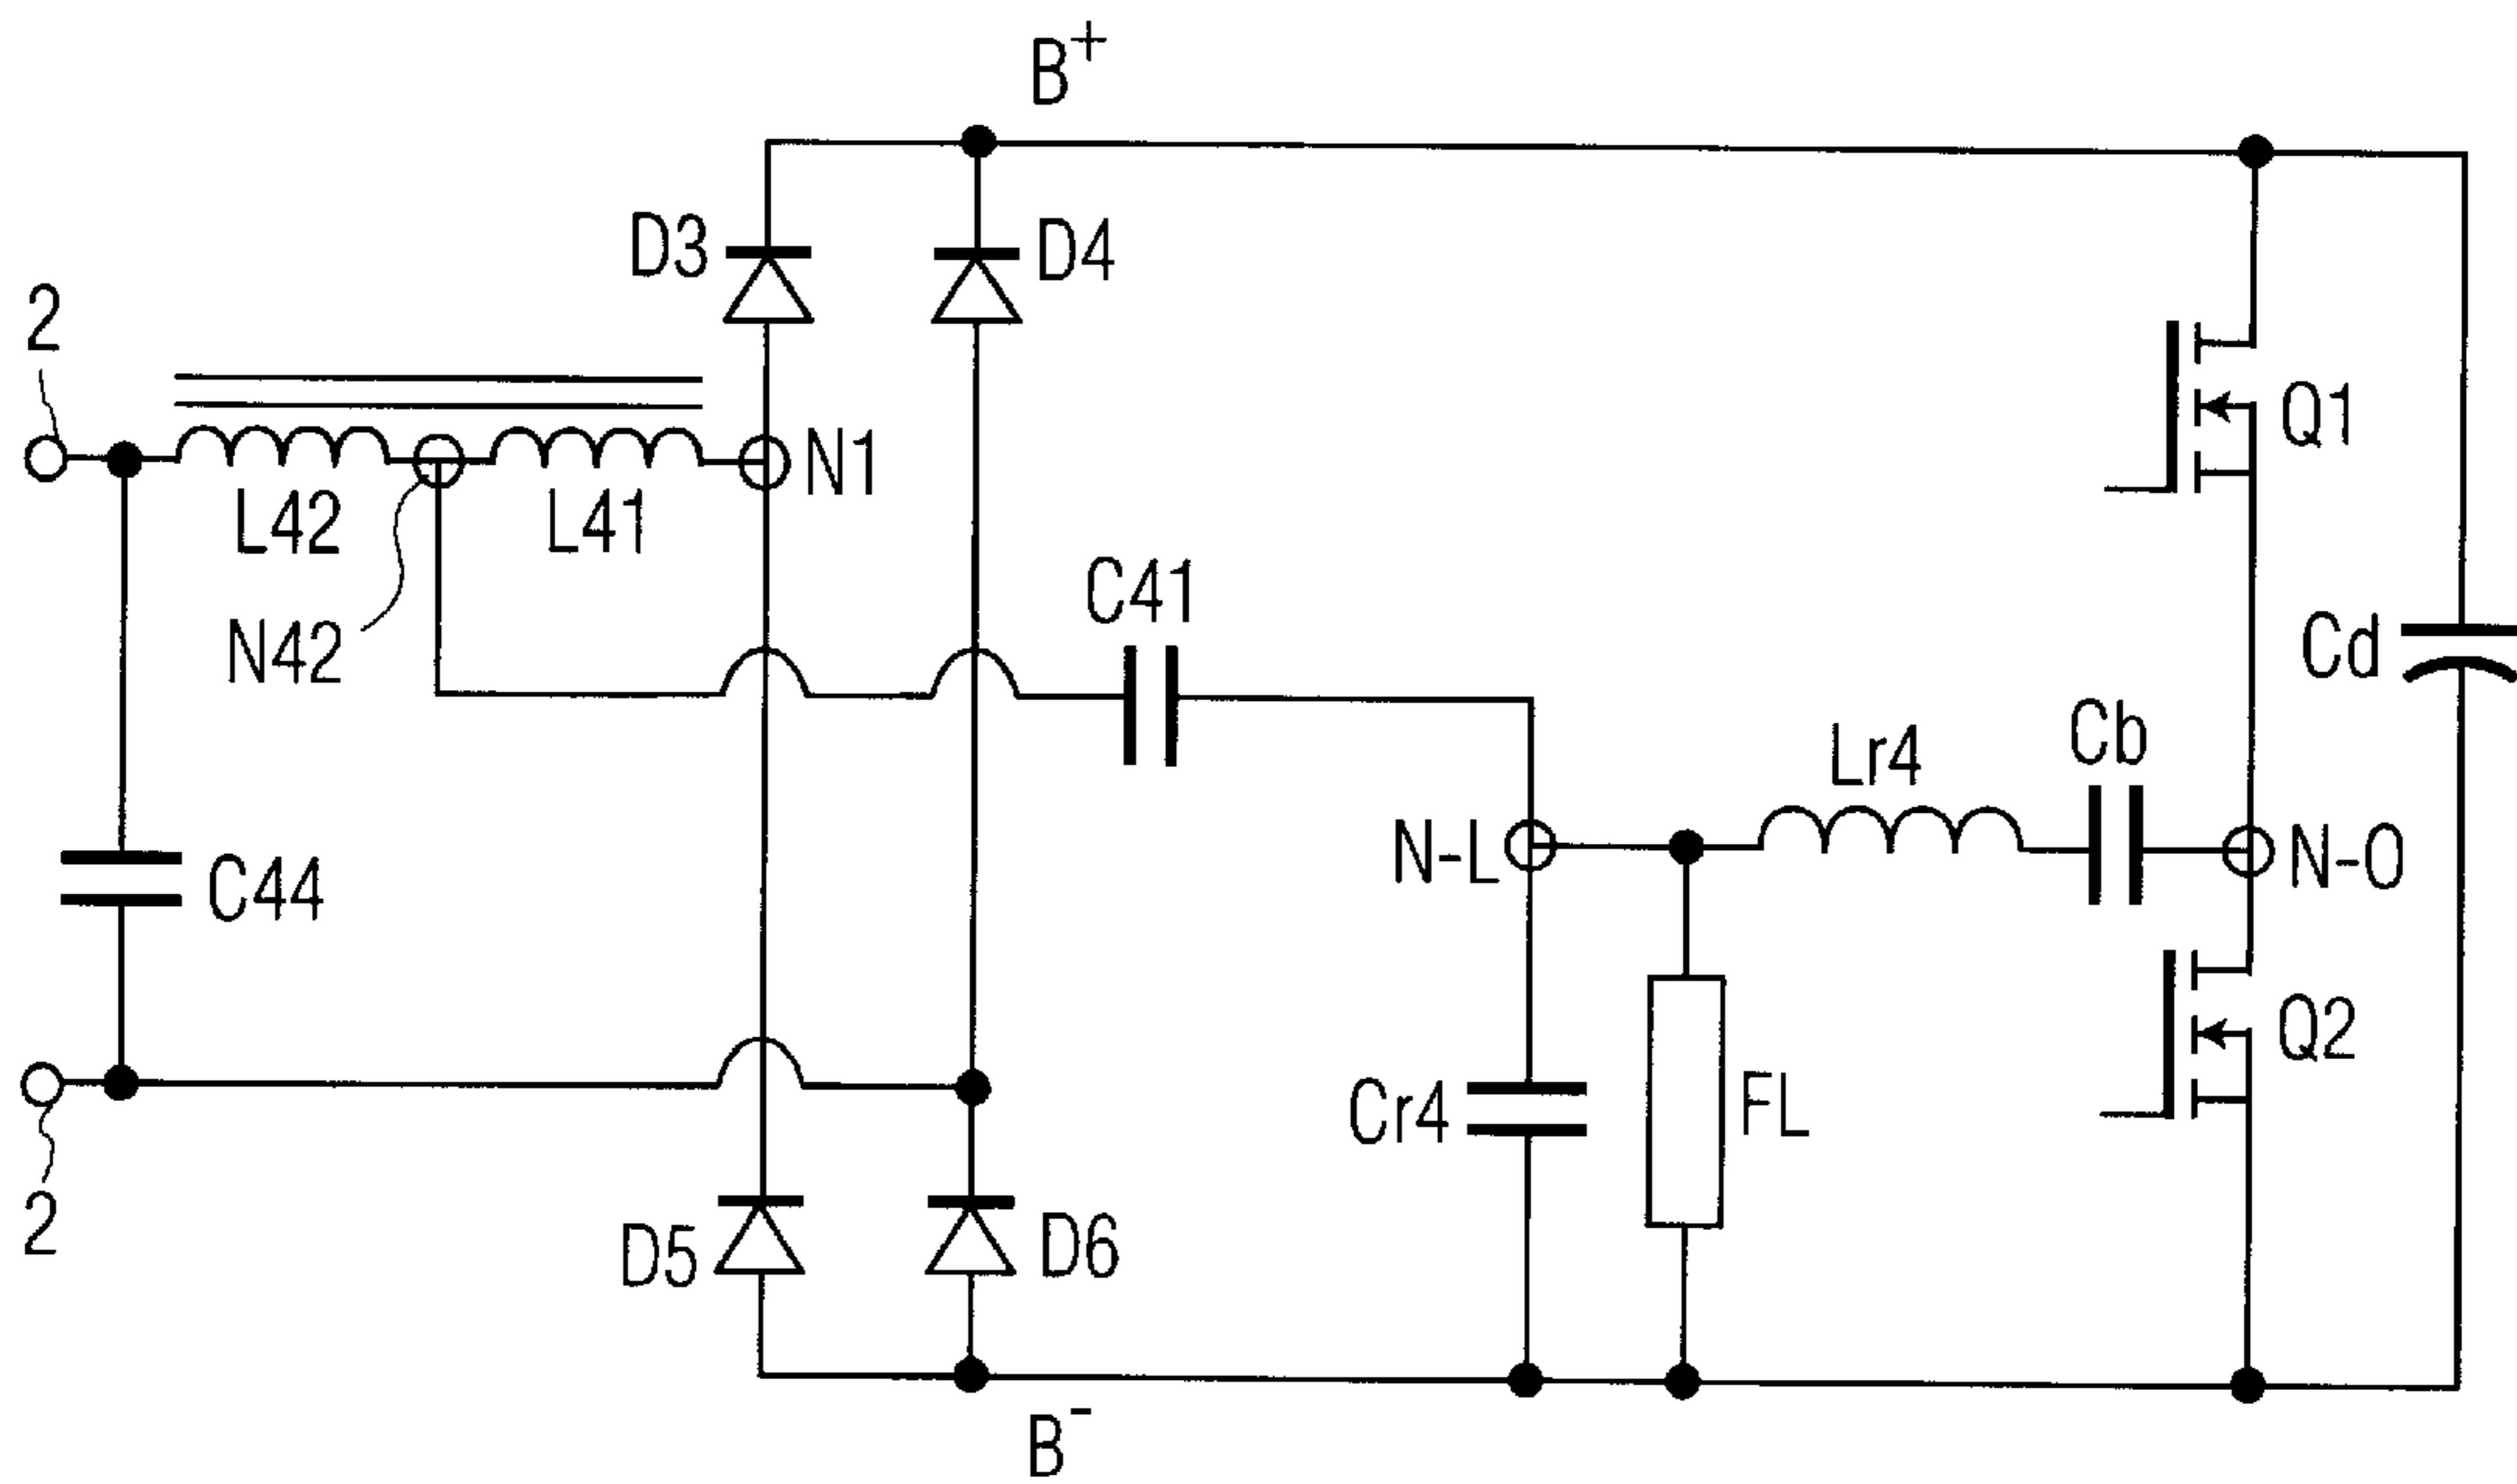 B+
D3
D4
2
Q1
N1
L42
L41
C41
N42
Cd
Cb
Lr4
N-L
N-O
C44
Q2
Cr4
FL
2
D5
D6
B-